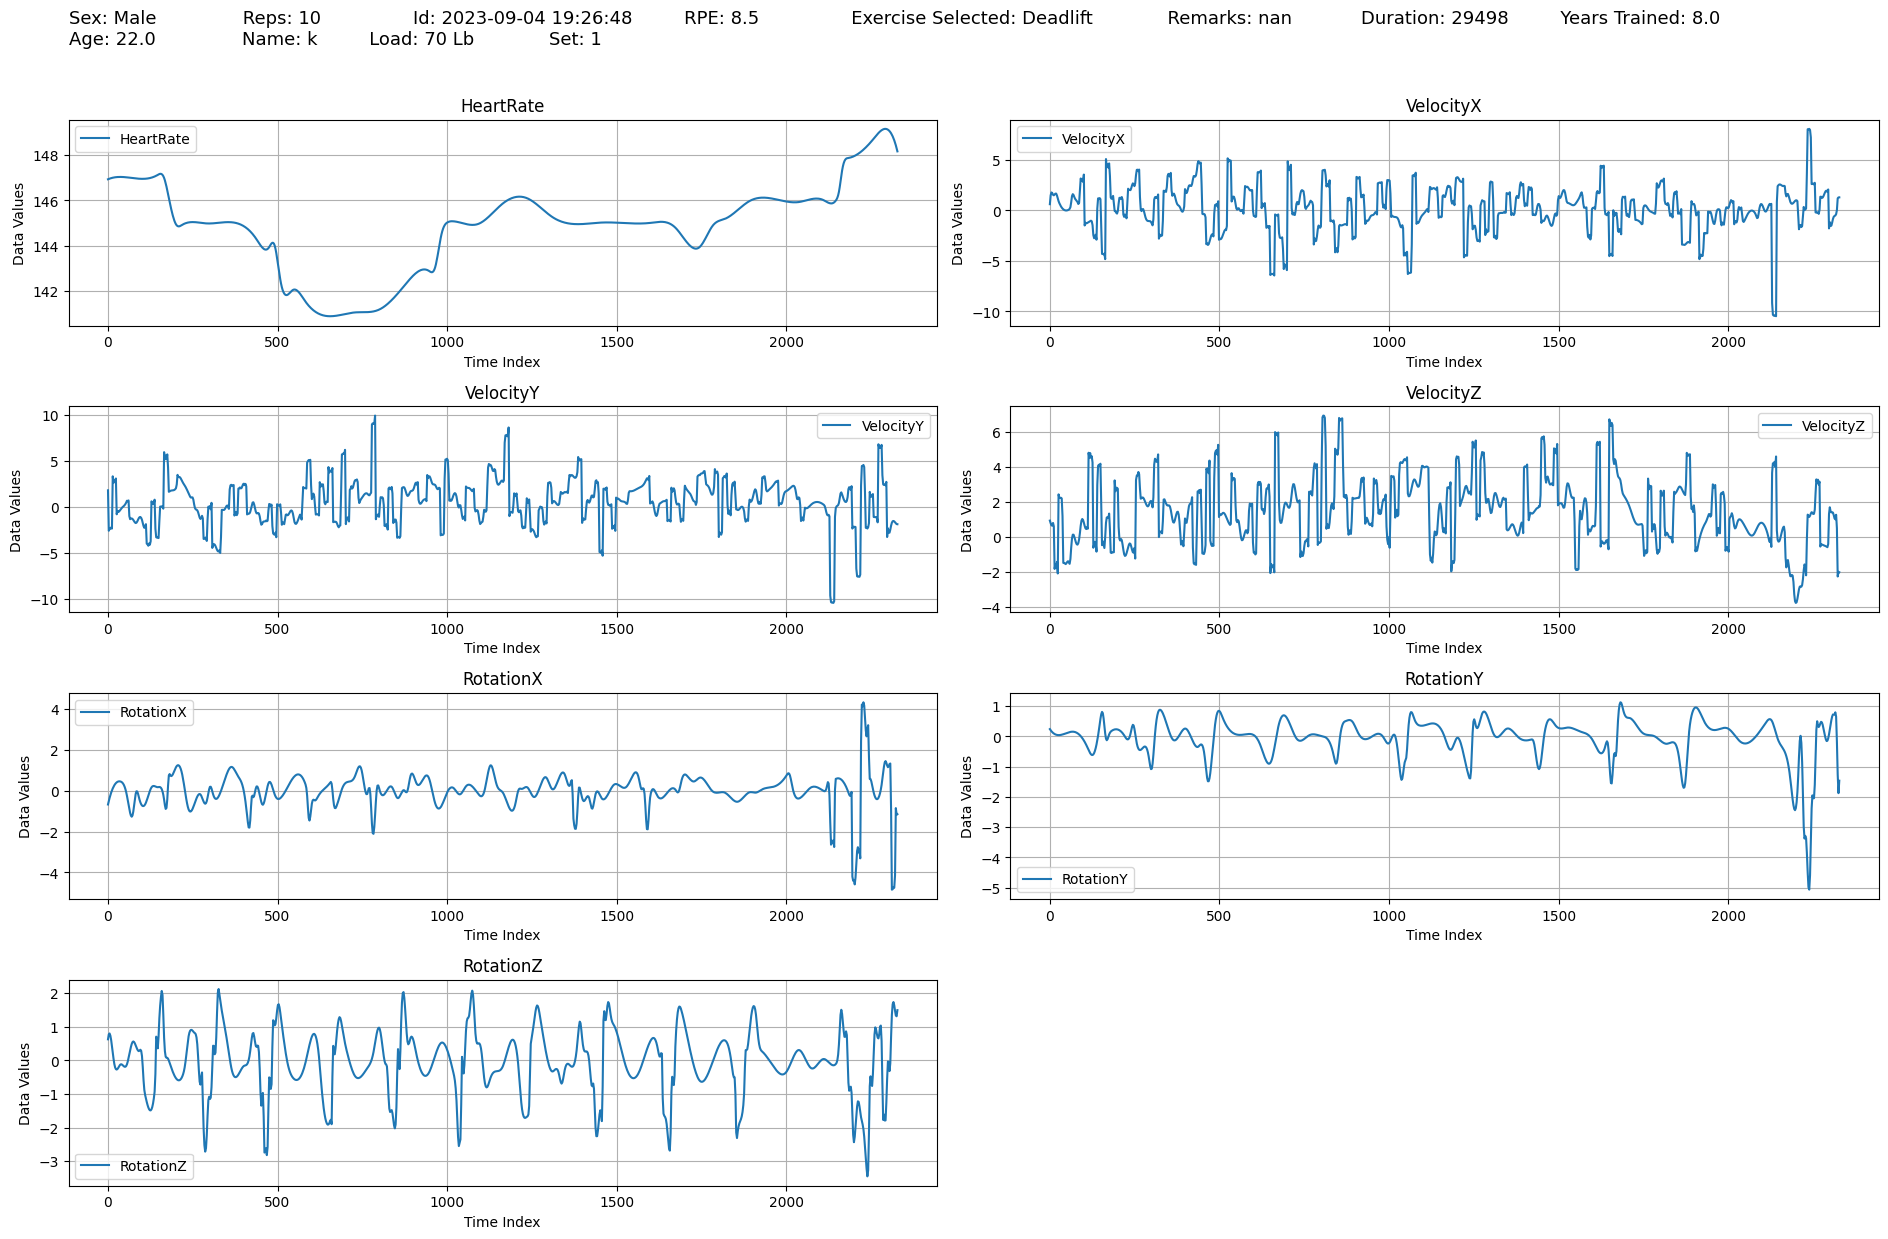 Sex: Male Reps: 10 Id: 2023-09-04 19:26:48 RPE: 8.5 Exercise Selected: Deadlift Remarks: nan Duration: 29498 Years Trained: 8.0
Age: 22.0 Name: k Load: 70 Lb Set: 1
HeartRate
HeartRate
Data Values
148
146
144
142
0 500 1000 1500 2000
Time Index
VelocityX
VelocityX
Data Values
5
0
−5
−10
0 500 1000 1500 2000
Time Index
VelocityY
VelocityY
Data Values
10
5
0
−5
−10
0 500 1000 1500 2000
Time Index
VelocityZ
VelocityZ
Data Values
6
4
2
0
−2
−4
0 500 1000 1500 2000
Time Index
RotationX
RotationX
Data Values
4
2
0
−2
−4
0 500 1000 1500 2000
Time Index
RotationY
RotationY
Data Values
1
0
−1
−2
−3
−4
−5
0 500 1000 1500 2000
Time Index
RotationZ
RotationZ
Data Values
2
1
0
−1
−2
−3
0 500 1000 1500 2000
Time Index